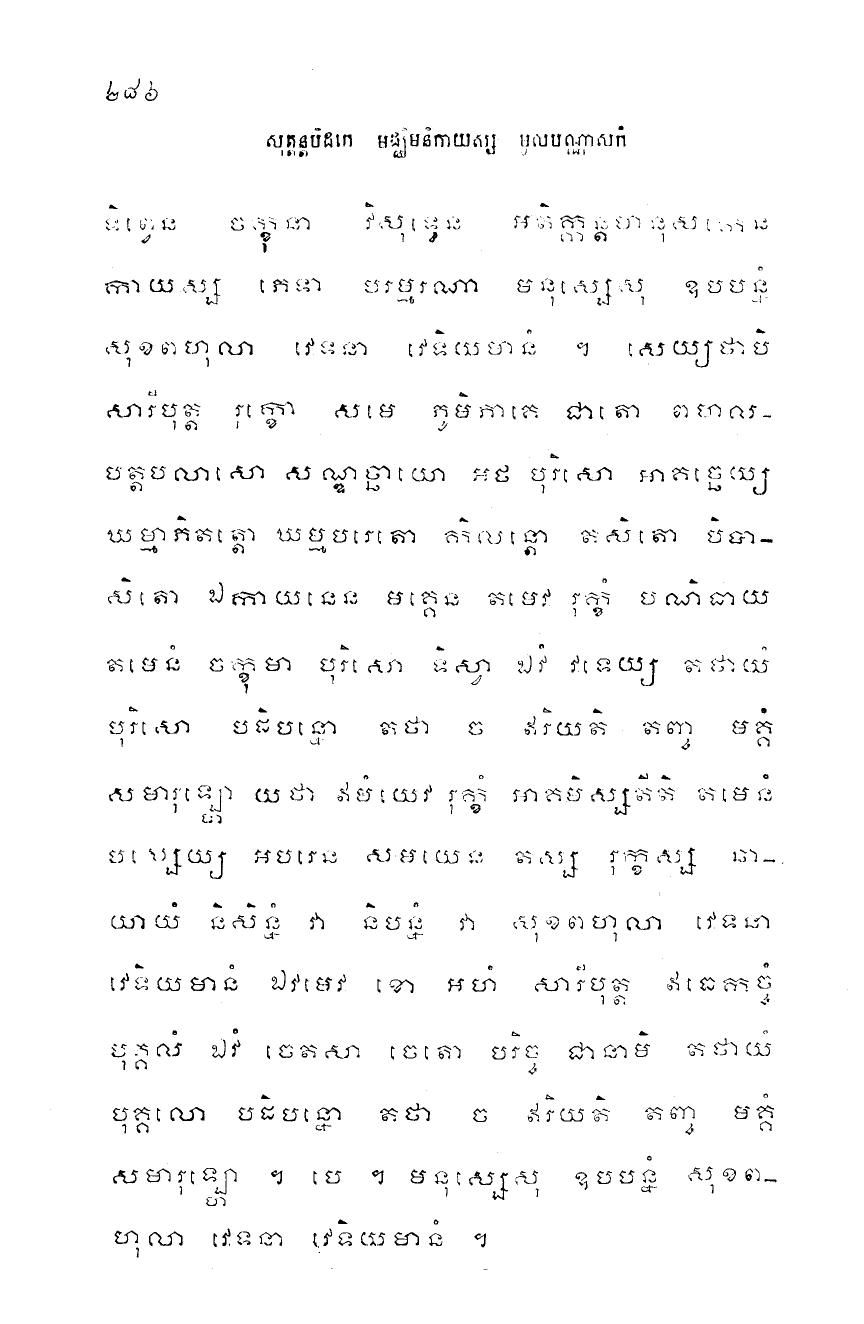 ២៨៦
សុត្តន្តបិដកេ មជ្ឈិមនិកាយស្ស មូលបណ្ណាសកំ
ទិព្វេន ចក្ខុនា វិសុទ្ធេន អតិក្កន្តមានុសកេន
កាយស្ស ភេទា បរម្មរណា មនុស្សេសុ ឧបបន្នំ
សុខពហុលា វេទនា វេទិយមានំ ។ សេយ្យថាបិ
សារីបុត្ត រុក្ខោ សមេ ភូមិភាគេ ជាតោ ពហល-
បត្តបលាសោ សណ្ឌច្ឆាយោ អថ បុរិសោ អាគច្ឆេយ្យ
ឃម្មាភិតត្តោ ឃម្មបរេតោ កិលន្តោ តសិតោ បិបា-
សិតោ ឯកាយនេន មគ្គេន តមេវ រុក្ខំ បណិធាយ
តមេនំ ចក្ខុមា បុរិសោ ទិស្វា ឯវំ វទេយ្យ តថាយំ
បុរិសោ បដិបន្នោ តថា ច ឥរិយតិ តញ្ច មគ្គំ
សមារុឡ្ហោ យថា ឥមំយេវ រុក្ខំ អាគមិស្សតីតិ តមេនំ
បស្សេយ្យ អបរេន សមយេន តស្ស រុក្ខស្ស ឆា-
យាយំ និសិន្នំ វា និបន្នំ វា សុខពហុលា វេទនា
វេទិយមានំ ឯវមេវ ខោ អហំ សារីបុត្ត ឥធេកច្ចំ
បុគ្គលំ ឯវំ ចេតសា ចេតោ បរិច្ច ជានាមិ តថាយំ
បុគ្គលោ បដិបន្នោ តថា ច ឥរិយតិ តញ្ច មគ្គំ
សមារុឡ្ហោ ។ បេ ។ មនុស្សេសុ ឧបបន្នំ សុខព-
ហុលា វេទនា វេទិយមានំ ។